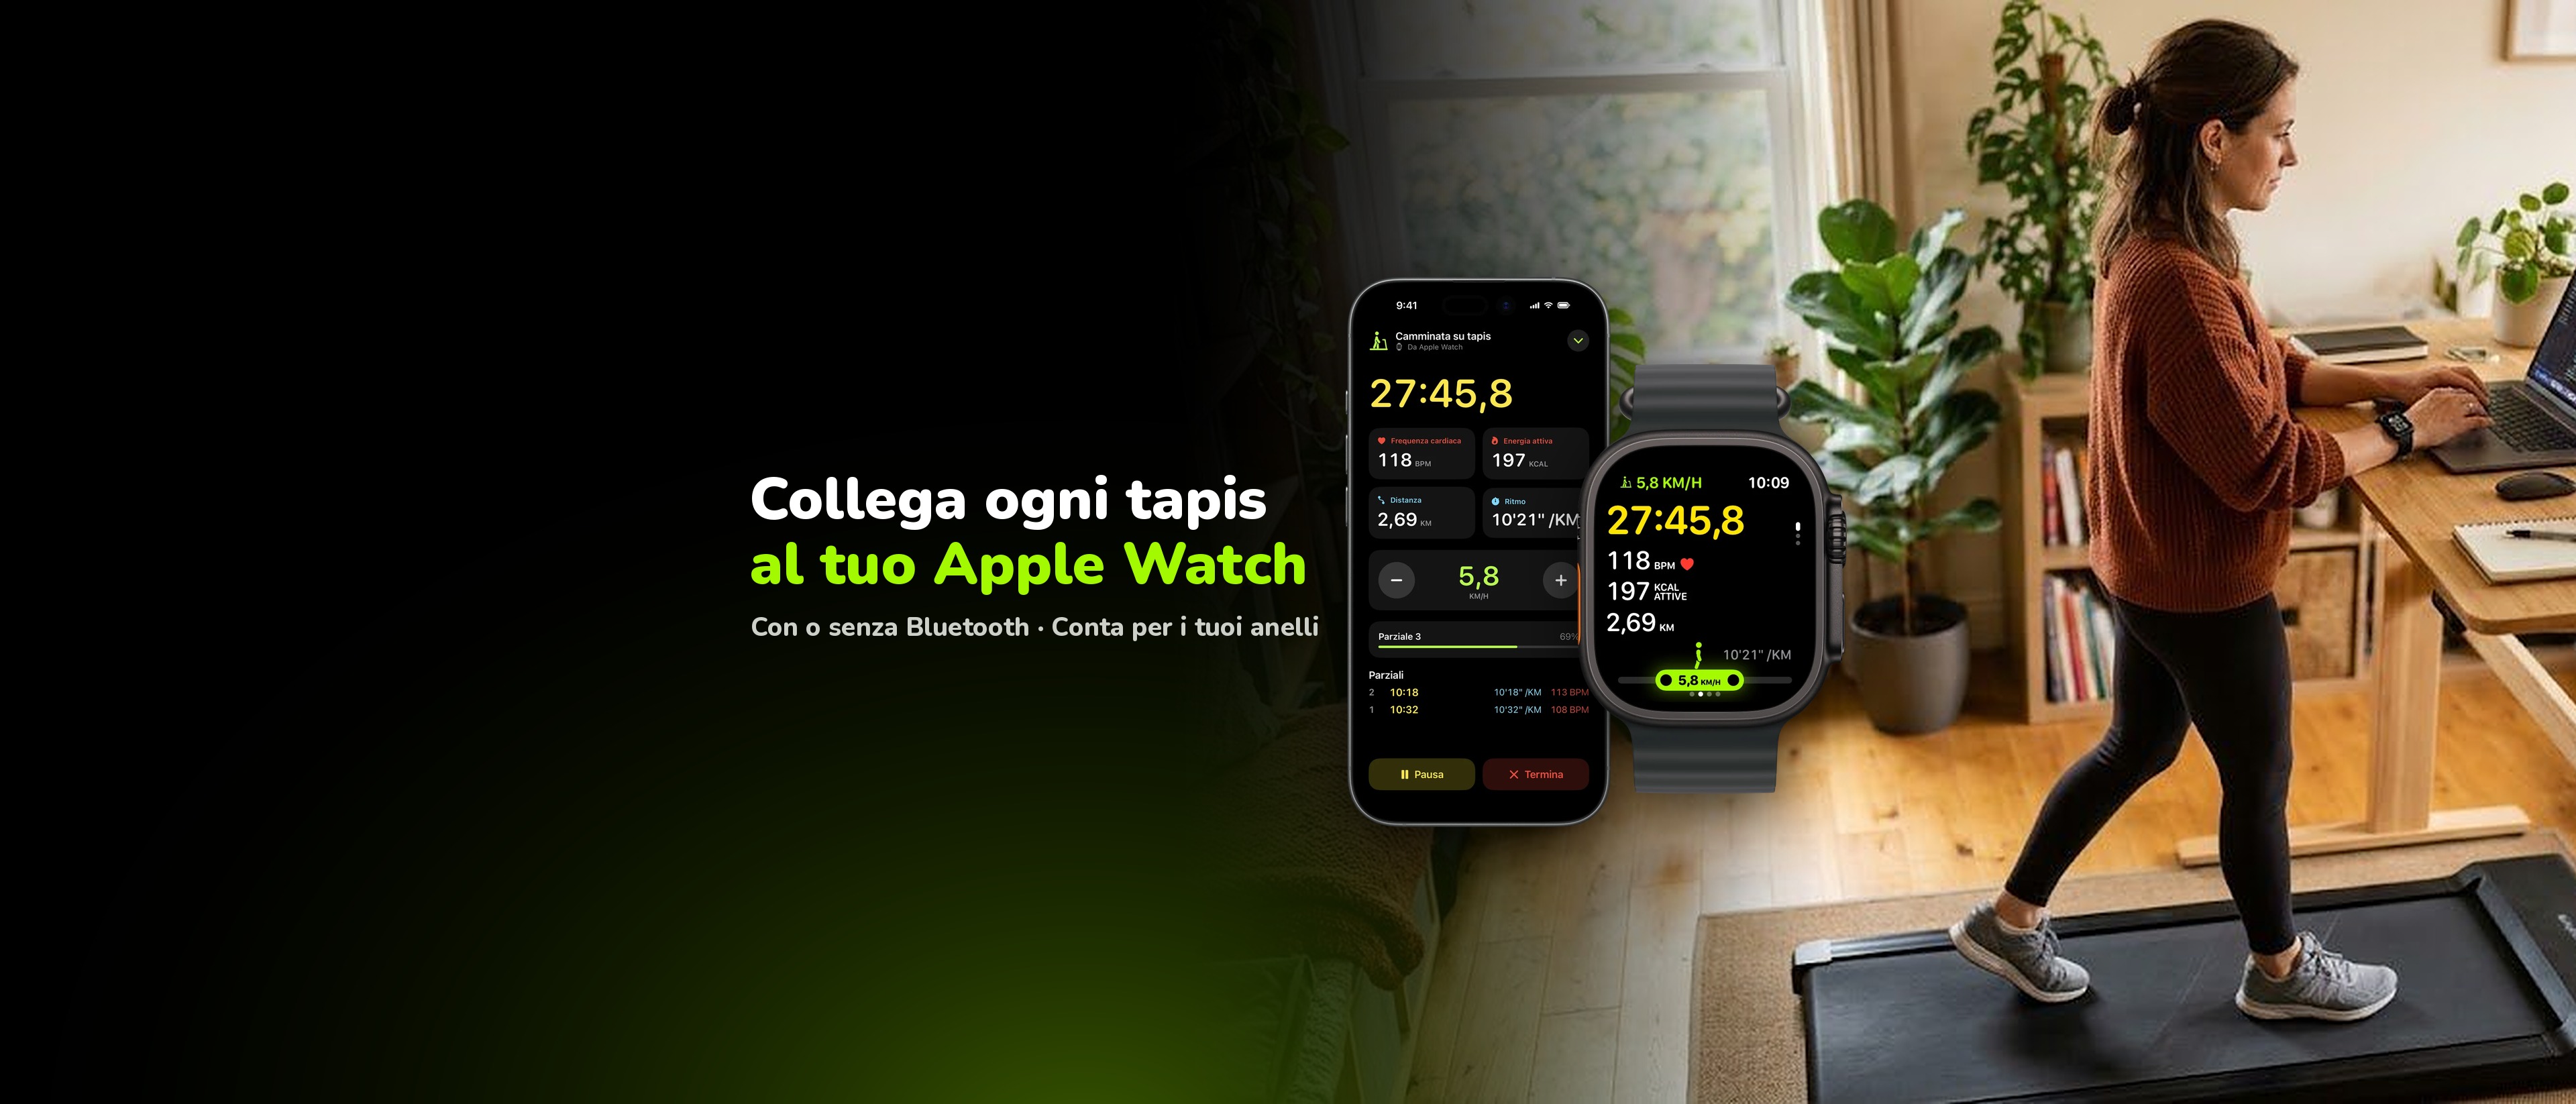 Collega ogni tapis
al tuo Apple Watch
Con o senza Bluetooth · Conta per i tuoi anelli
9:41
Camminata su tapis
Da Apple Watch
27:45,8
Frequenza cardiaca
118 BPM
Energia attiva
197 KCAL
Distanza
2,69 KM
Ritmo
10'21" /KM
5,8
KM/H
Parziale 3
69%
Parziali
2 10:18 10'18" /KM 113 BPM
1 10:32 10'32" /KM 108 BPM
Pausa
Termina
5,8 KM/H
10:09
27:45,8
118 BPM
197 KCAL ATTIVE
2,69 KM
10'21" /KM
5,8 KM/H